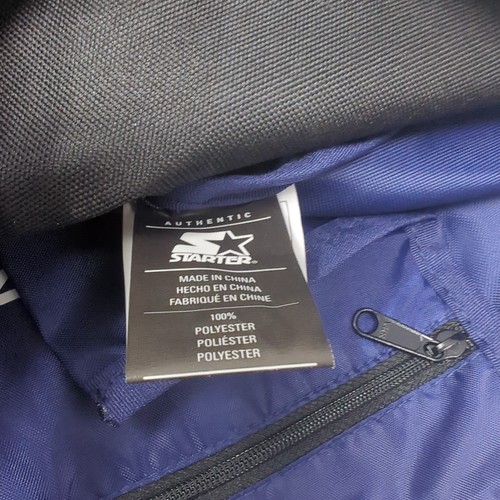 AUTHENTIC
STARTER
MADE IN CHINA
HECHO EN CHINA
FABRIQUÉ EN CHINE
100%
POLYESTER
POLIÉSTER
POLYESTER